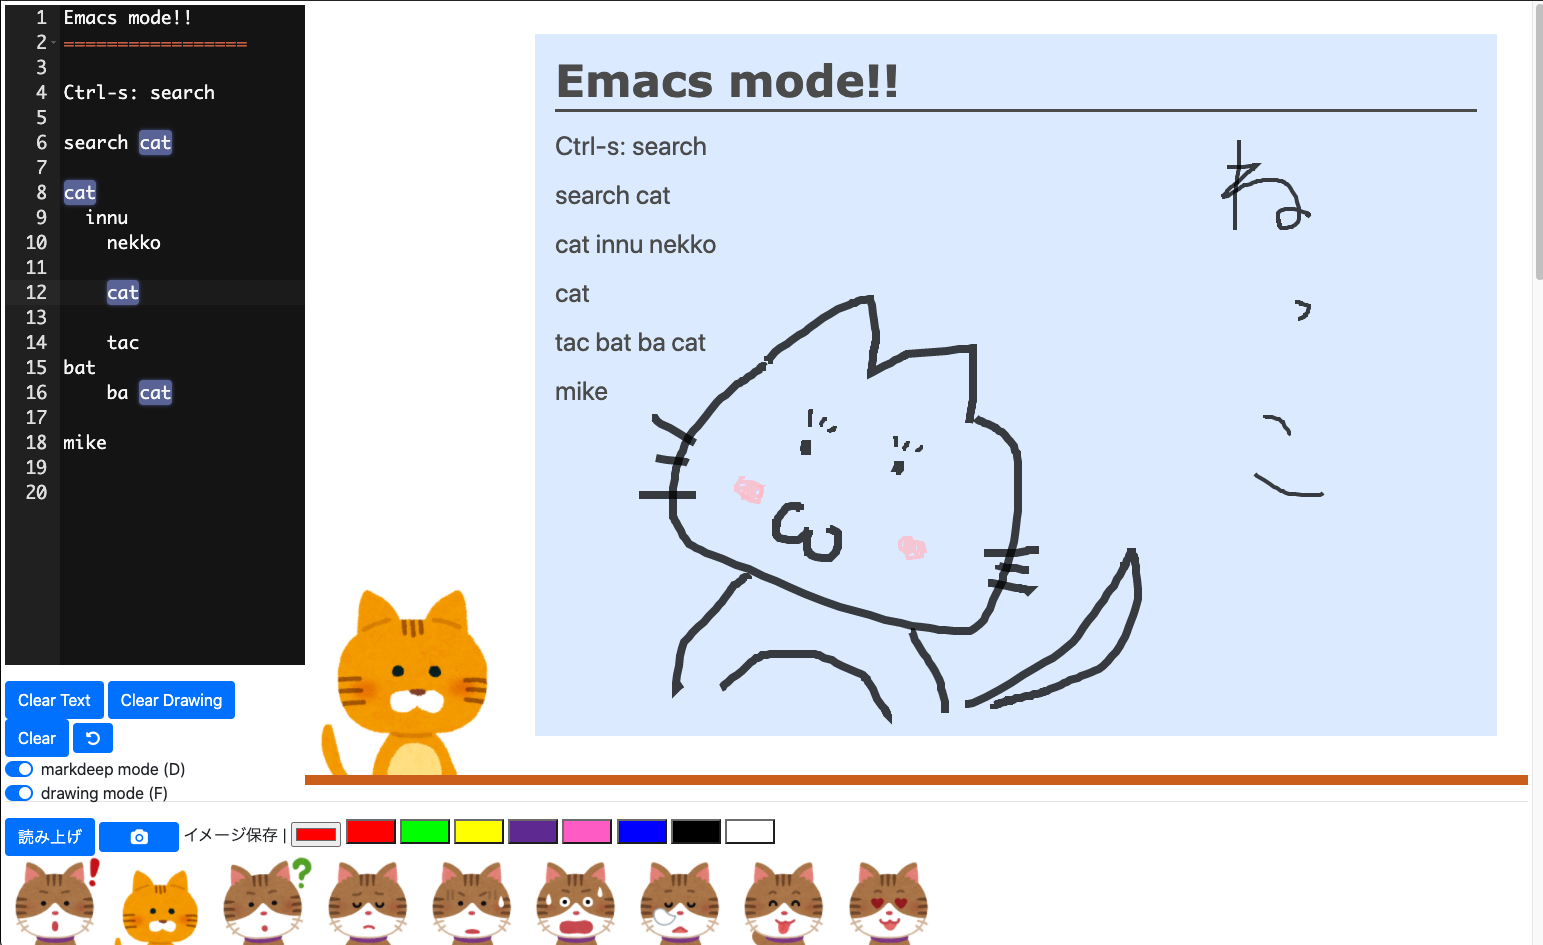 1 Emacs mode!!
2 =================
3
4 Ctrl-s: search
5
6 search cat
7
8 cat
9 innu
10 nekko
11
12 cat
13
14 tac
15 bat
16 ba cat
17
18 mike
19
20
Clear Text Clear Drawing
Clear
markdeep mode (D)
drawing mode (F)
読み上げ イメージ保存 |
Emacs mode!!
Ctrl-s: search
search cat
cat innu nekko
cat
tac bat ba cat
mike
ね
っ
こ
! ?